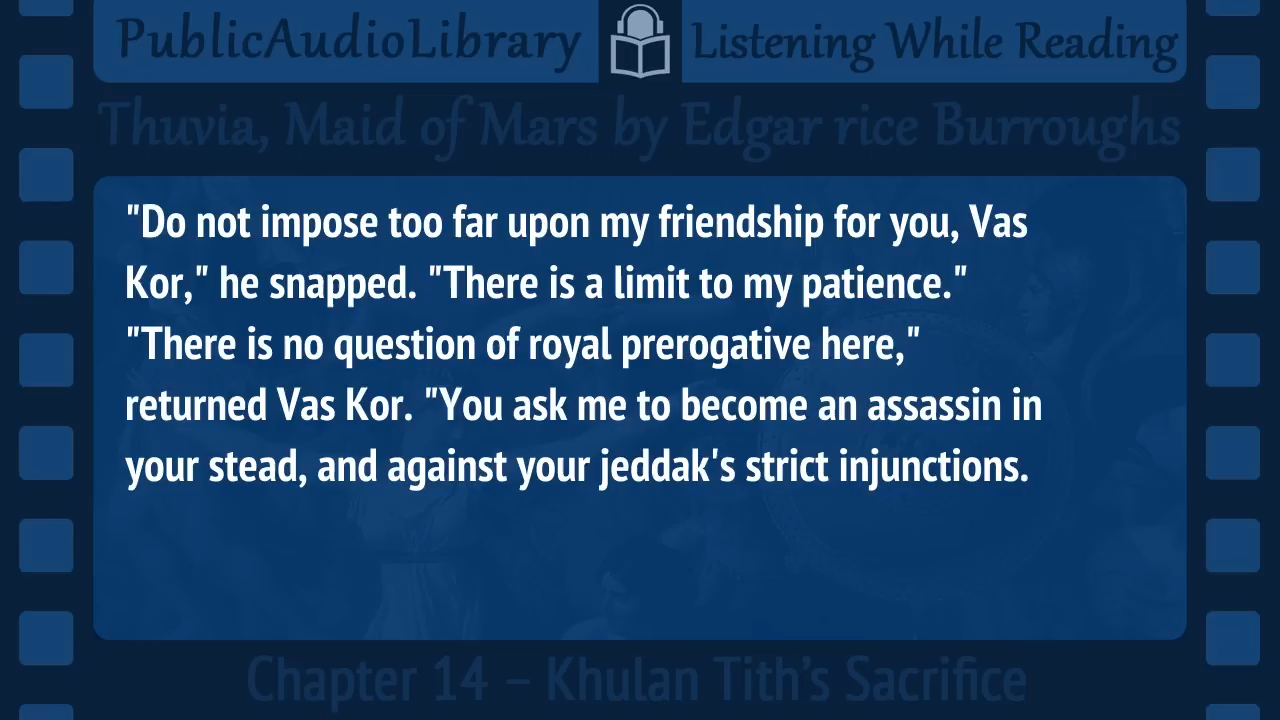 PublicAudioLibrary Listening While Reading
Thuvia, Maid of Mars by Edgar rice Burroughs
"Do not impose too far upon my friendship for you, Vas
Kor," he snapped. "There is a limit to my patience."
"There is no question of royal prerogative here,"
returned Vas Kor. "You ask me to become an assassin in
your stead, and against your jeddak's strict injunctions.
Chapter 14 – Khulan Tith’s Sacrifice